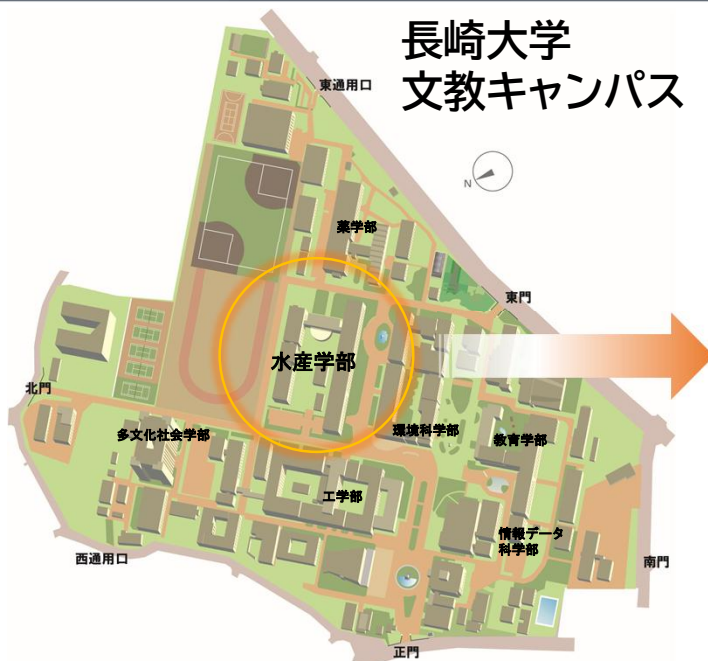 長崎大学
文教キャンパス
東通用口
N
薬学部
東門
水産学部
北門
多文化社会学部
環境科学部
教育学部
工学部
情報データ
科学部
西通用口
南門
正門